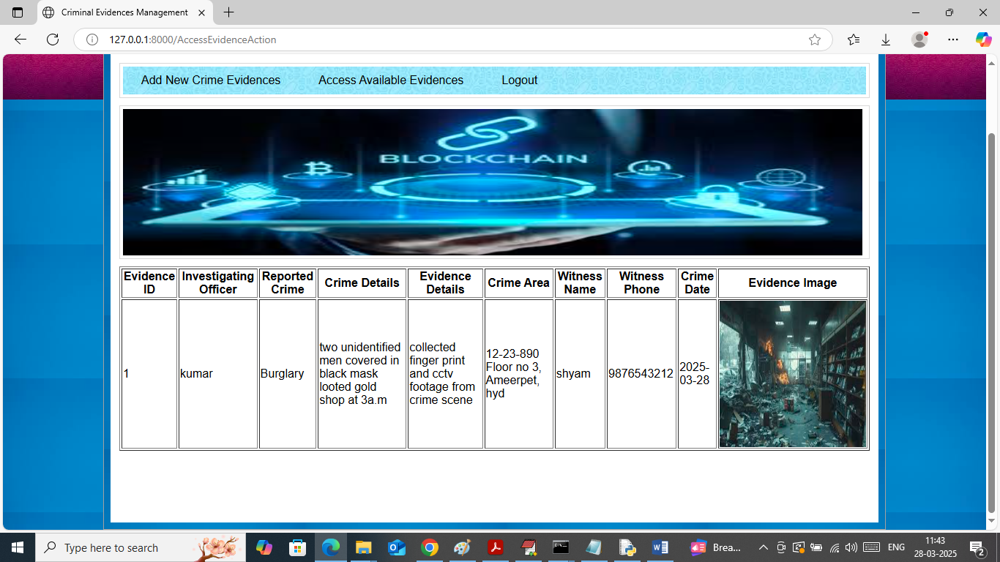 Criminal Evidences Management
127.0.0.1:8000/AccessEvidenceAction
Add New Crime Evidences Access Available Evidences Logout
BLOCKCHAIN
Evidence ID Investigating Officer Reported Crime Crime Details Evidence Details Crime Area Witness Name Witness Phone Crime Date Evidence Image
1 kumar Burglary two unidentified men covered in black mask looted gold shop at 3a.m collected finger print and cctv footage from crime scene 12-23-890 Floor no 3, Ameerpet, hyd shyam 9876543212 2025-03-28
Type here to search Brea... ENG 11:43
28-03-2025 2